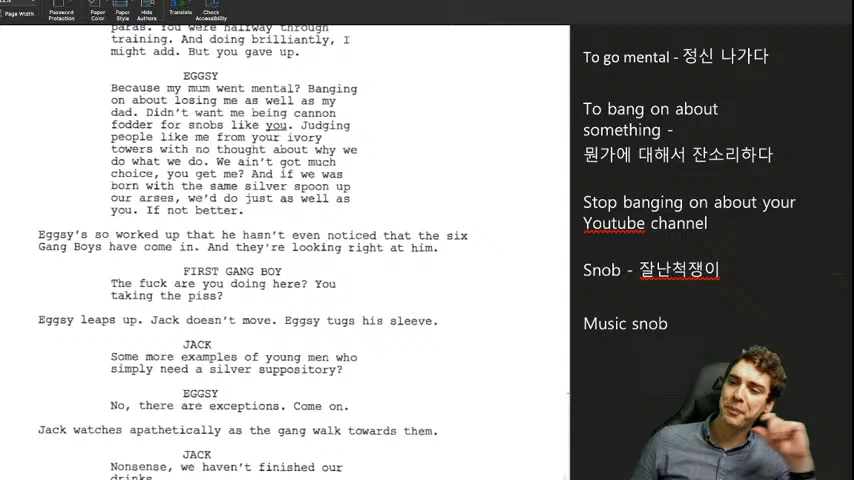 Page Width
Password
Protection
Paper
Color
Paper
Style
Hide
Authors
Translate
Check
Accessibility
paras. You were halfway through
training. And doing brilliantly, I
might add. But you gave up.
EGGSY
Because my mum went mental? Banging
on about losing me as well as my
dad. Didn't want me being cannon
fodder for snobs like you. Judging
people like me from your ivory
towers with no thought about why we
do what we do. We ain't got much
choice, you get me? And if we was
born with the same silver spoon up
our arses, we'd do just as well as
you. If not better.
Eggsy's so worked up that he hasn't even noticed that the six
Gang Boys have come in. And they're looking right at him.
FIRST GANG BOY
The fuck are you doing here? You
taking the piss?
Eggsy leaps up. Jack doesn't move. Eggsy tugs his sleeve.
JACK
Some more examples of young men who
simply need a silver suppository?
EGGSY
No, there are exceptions. Come on.
Jack watches apathetically as the gang walk towards them.
JACK
Nonsense, we haven't finished our
drinks.
To go mental - 정신 나가다
To bang on about
something -
뭔가에 대해서 잔소리하다
Stop banging on about your
Youtube channel
Snob - 잘난척쟁이
Music snob